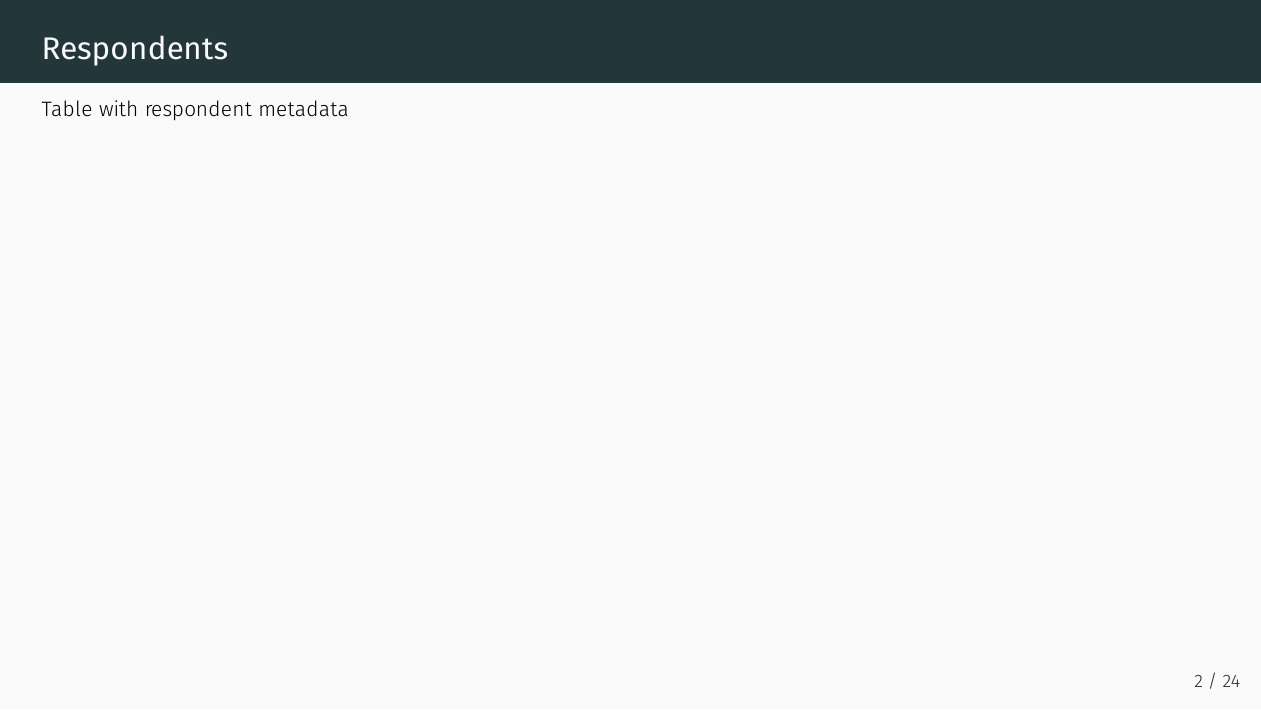 Respondents
Table with respondent metadata
2 / 24